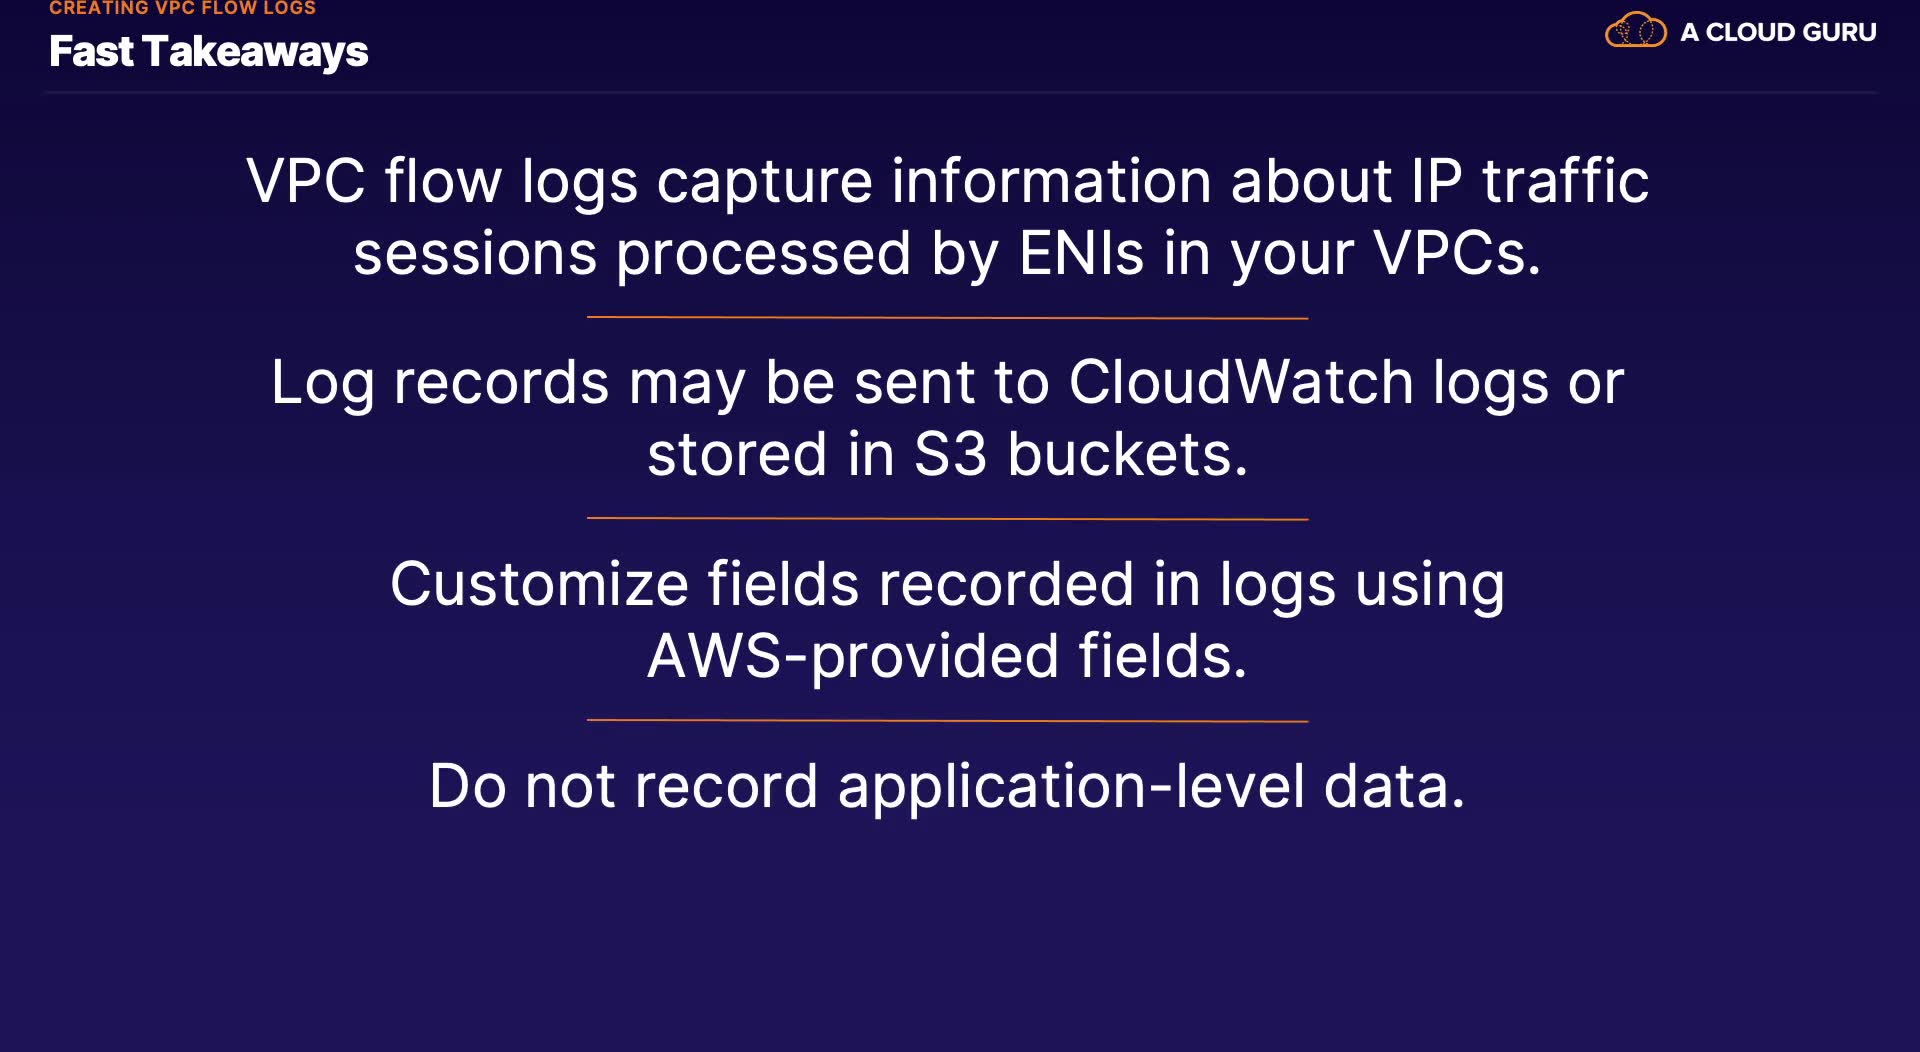 CREATING VPC FLOW LOGS
Fast Takeaways
A CLOUD GURU
VPC flow logs capture information about IP traffic
sessions processed by ENIs in your VPCs.
Log records may be sent to CloudWatch logs or
stored in S3 buckets.
Customize fields recorded in logs using
AWS-provided fields.
Do not record application-level data.